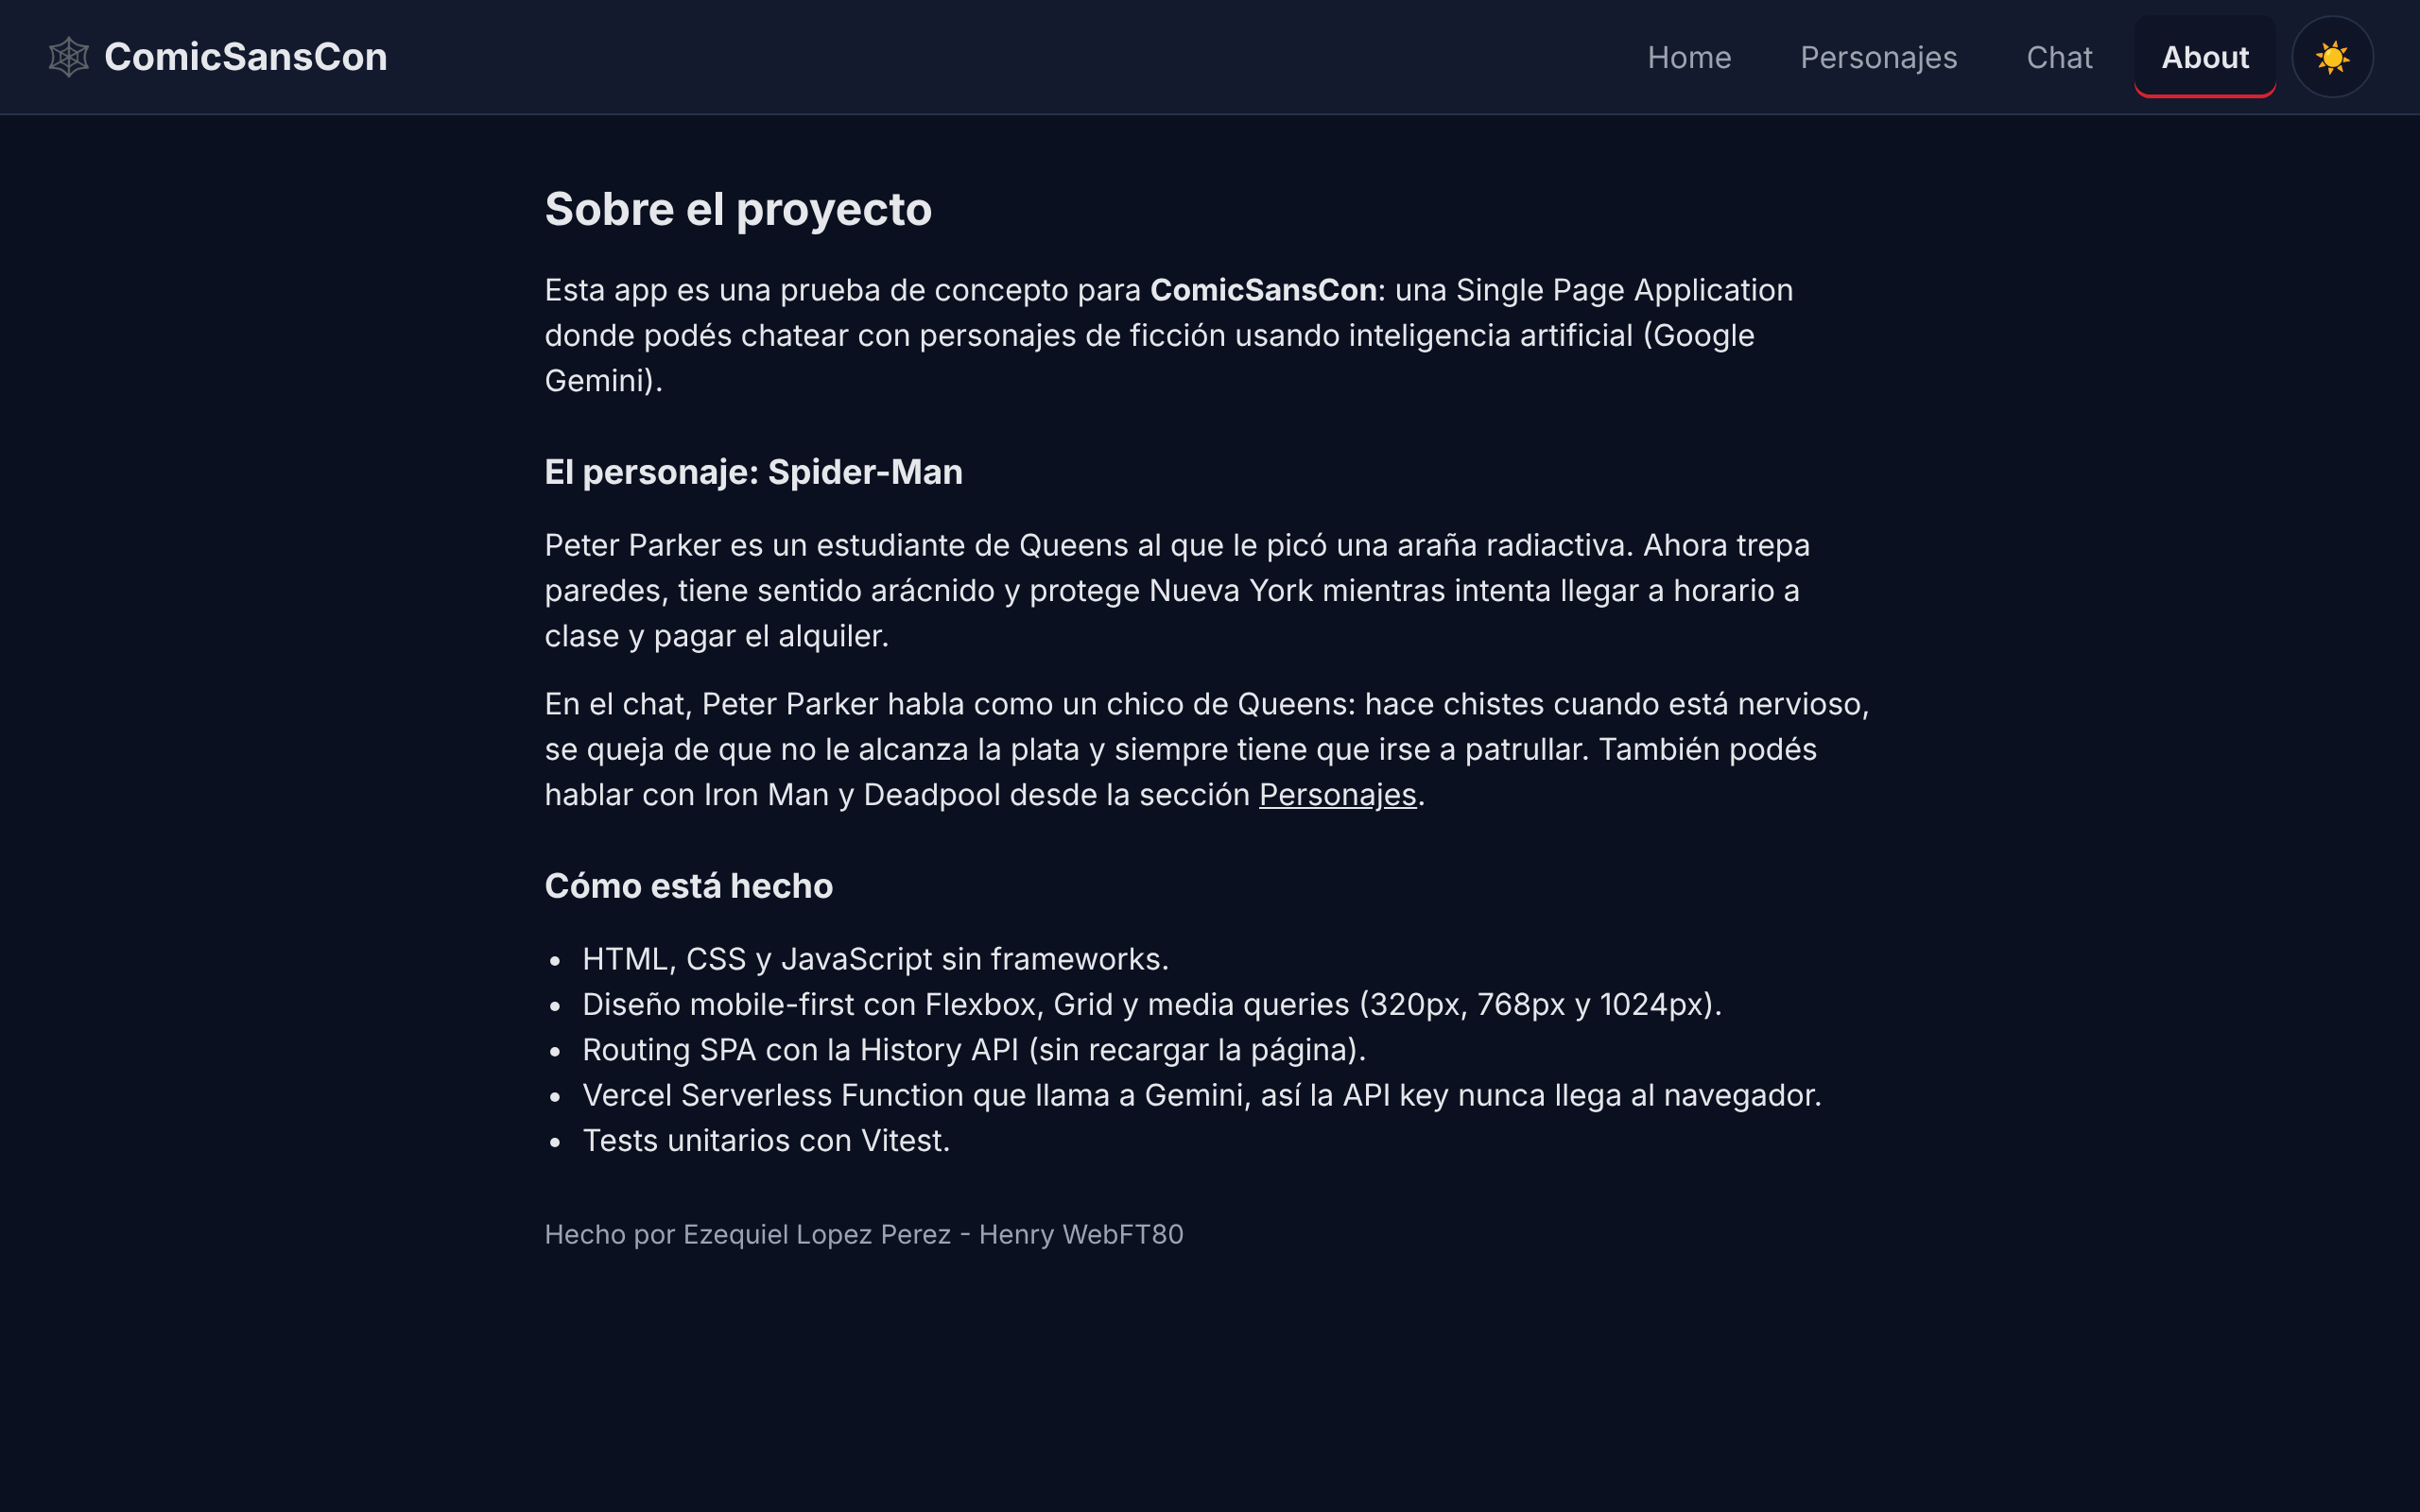 ComicSansCon
Home
Personajes
Chat
About
Sobre el proyecto
Esta app es una prueba de concepto para ComicSansCon: una Single Page Application
donde podés chatear con personajes de ficción usando inteligencia artificial (Google
Gemini).
El personaje: Spider-Man
Peter Parker es un estudiante de Queens al que le picó una araña radiactiva. Ahora trepa
paredes, tiene sentido arácnido y protege Nueva York mientras intenta llegar a horario a
clase y pagar el alquiler.
En el chat, Peter Parker habla como un chico de Queens: hace chistes cuando está nervioso,
se queja de que no le alcanza la plata y siempre tiene que irse a patrullar. También podés
hablar con Iron Man y Deadpool desde la sección Personajes.
Cómo está hecho
• HTML, CSS y JavaScript sin frameworks.
• Diseño mobile-first con Flexbox, Grid y media queries (320px, 768px y 1024px).
• Routing SPA con la History API (sin recargar la página).
• Vercel Serverless Function que llama a Gemini, así la API key nunca llega al navegador.
• Tests unitarios con Vitest.
Hecho por Ezequiel Lopez Perez - Henry WebFT80